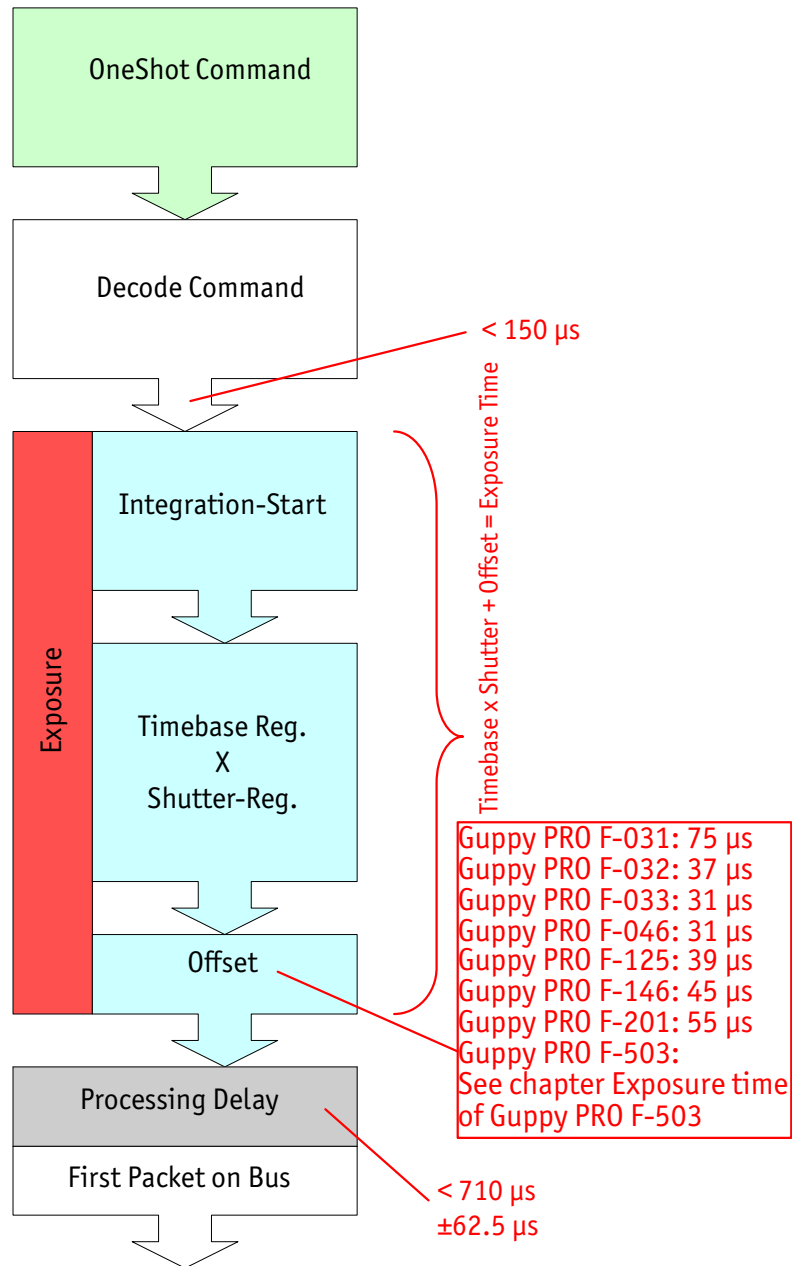 OneShot Command
Decode Command
< 150 µs
Timebase x Shutter + Offset = Exposure Time
Exposure
Integration-Start
Timebase Reg.
X
Shutter-Reg.
Offset
Guppy PRO F-031: 75 µs
Guppy PRO F-032: 37 µs
Guppy PRO F-033: 31 µs
Guppy PRO F-046: 31 µs
Guppy PRO F-125: 39 µs
Guppy PRO F-146: 45 µs
Guppy PRO F-201: 55 µs
Guppy PRO F-503:
See chapter Exposure time
of Guppy PRO F-503
Processing Delay
First Packet on Bus
< 710 µs
±62.5 µs